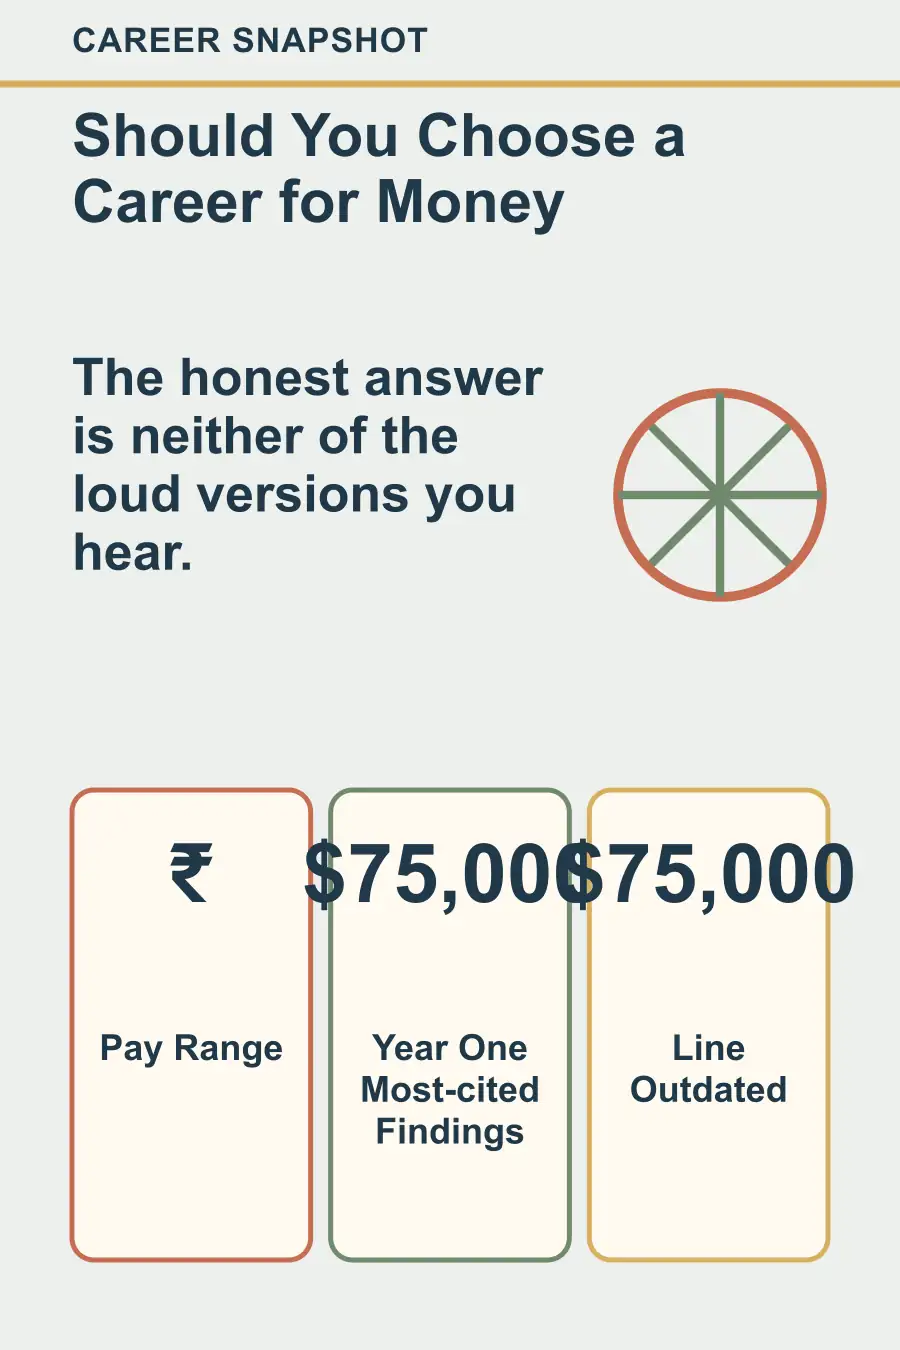 CAREER SNAPSHOT
Should You Choose a
Career for Money
The honest answer
is neither of the
loud versions you
hear.
₹
Pay Range
$75,000
Year One
Most-cited
Findings
$75,000
Line
Outdated